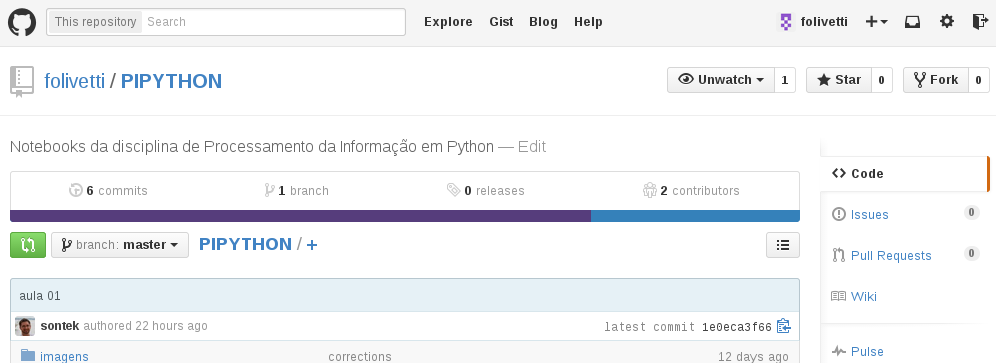 This repository Search Explore Gist Blog Help folivetti
folivetti / PIPYTHON Unwatch 1 Star 0 Fork 0
Notebooks da disciplina de Processamento da Informação em Python — Edit
6 commits 1 branch 0 releases 2 contributors
branch: master PIPYTHON / +
aula 01
sontek authored 22 hours ago latest commit 1e0eca3f66
imagens corrections 12 days ago
Code
Issues 0
Pull Requests 0
Wiki
Pulse